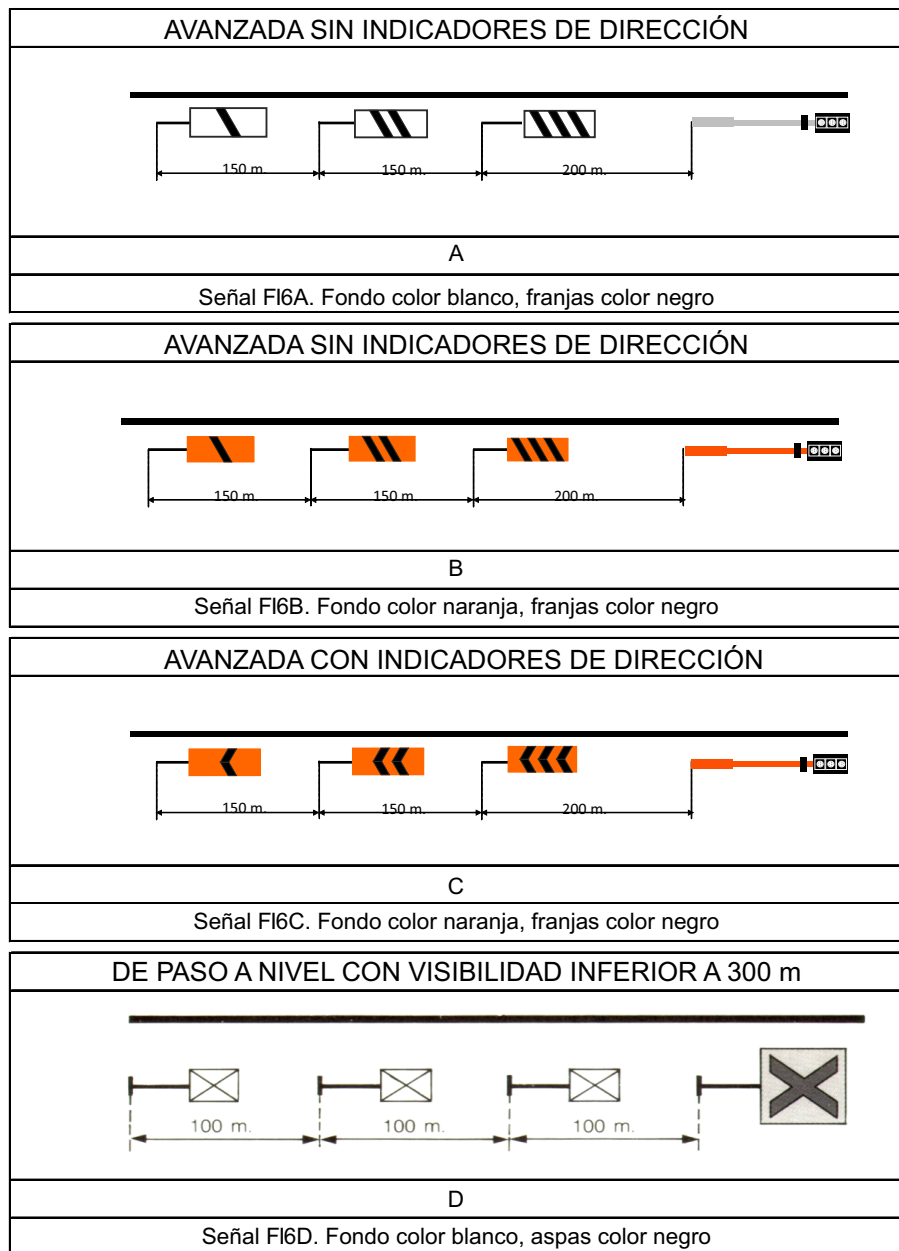 AVANZADA SIN INDICADORES DE DIRECCIÓN
150 m. 150 m. 200 m.
A
Señal FI6A. Fondo color blanco, franjas color negro
AVANZADA SIN INDICADORES DE DIRECCIÓN
150 m. 150 m. 200 m.
B
Señal FI6B. Fondo color naranja, franjas color negro
AVANZADA CON INDICADORES DE DIRECCIÓN
150 m. 150 m. 200 m.
C
Señal FI6C. Fondo color naranja, franjas color negro
DE PASO A NIVEL CON VISIBILIDAD INFERIOR A 300 m
100 m. 100 m. 100 m.
D
Señal FI6D. Fondo color blanco, aspas color negro